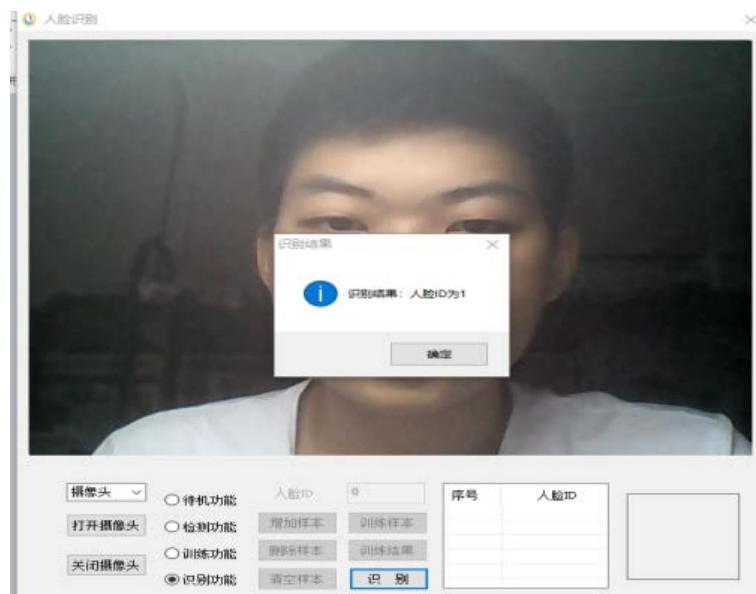 人脸识别
识别结果
识别结果：人脸ID为1
确定
摄像头
打开摄像头
关闭摄像头
待机功能
检测功能
训练功能
识别功能
人脸ID
0
增加样本
训练样本
删除样本
训练结果
清空样本
识 别
序号
人脸ID